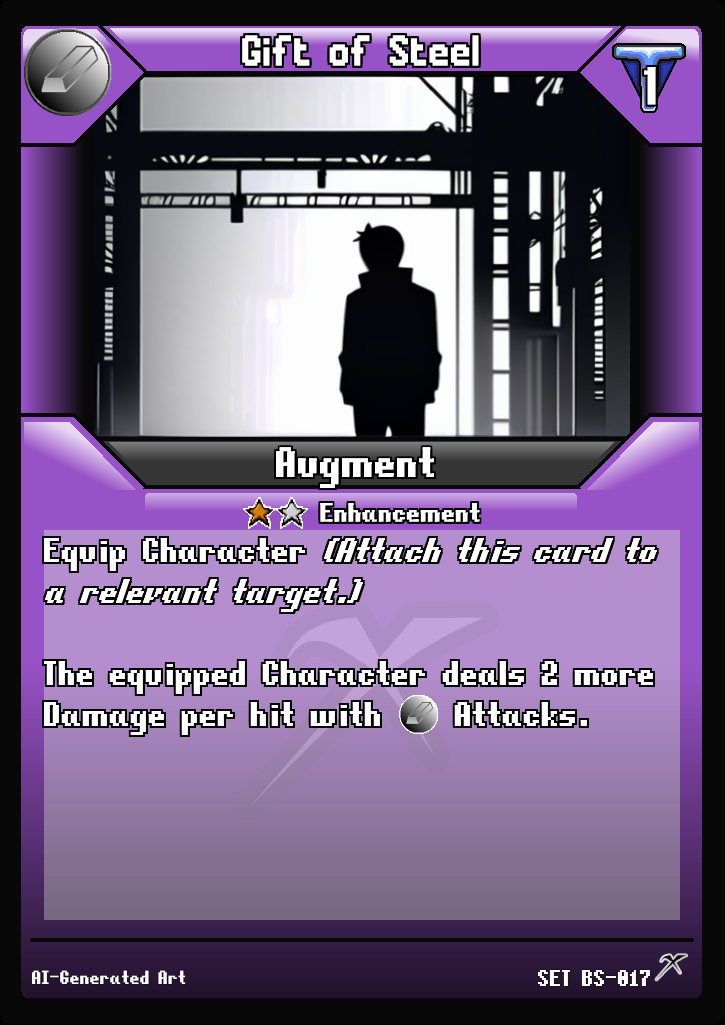 Gift of Steel
1
Augment
Enhancement
Equip Character (Attach this card to
a relevant target.)
The equipped Character deals 2 more
Damage per hit with Attacks.
AI-Generated Art
SET BS-017